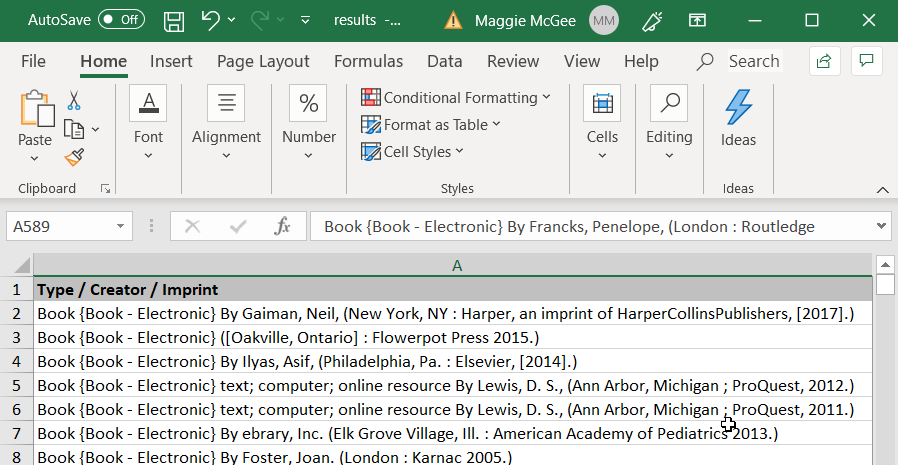 AutoSave Off results -... Maggie McGee MM
File Home Insert Page Layout Formulas Data Review View Help Search
Paste
Clipboard
A
Font
Alignment
%
Number
Conditional Formatting
Format as Table
Cell Styles
Styles
Cells
Editing
Ideas
Ideas
A589 fx Book {Book - Electronic} By Francks, Penelope, (London : Routledge
A
1 Type / Creator / Imprint
2 Book {Book - Electronic} By Gaiman, Neil, (New York, NY : Harper, an imprint of HarperCollinsPublishers, [2017].)
3 Book {Book - Electronic} ([Oakville, Ontario] : Flowerpot Press 2015.)
4 Book {Book - Electronic} By Ilyas, Asif, (Philadelphia, Pa. : Elsevier, [2014].)
5 Book {Book - Electronic} text; computer; online resource By Lewis, D. S., (Ann Arbor, Michigan ; ProQuest, 2012.)
6 Book {Book - Electronic} text; computer; online resource By Lewis, D. S., (Ann Arbor, Michigan ; ProQuest, 2011.)
7 Book {Book - Electronic} By ebrary, Inc. (Elk Grove Village, Ill. : American Academy of Pediatrics 2013.)
8 Book {Book - Electronic} By Foster, Joan. (London : Karnac 2005.)